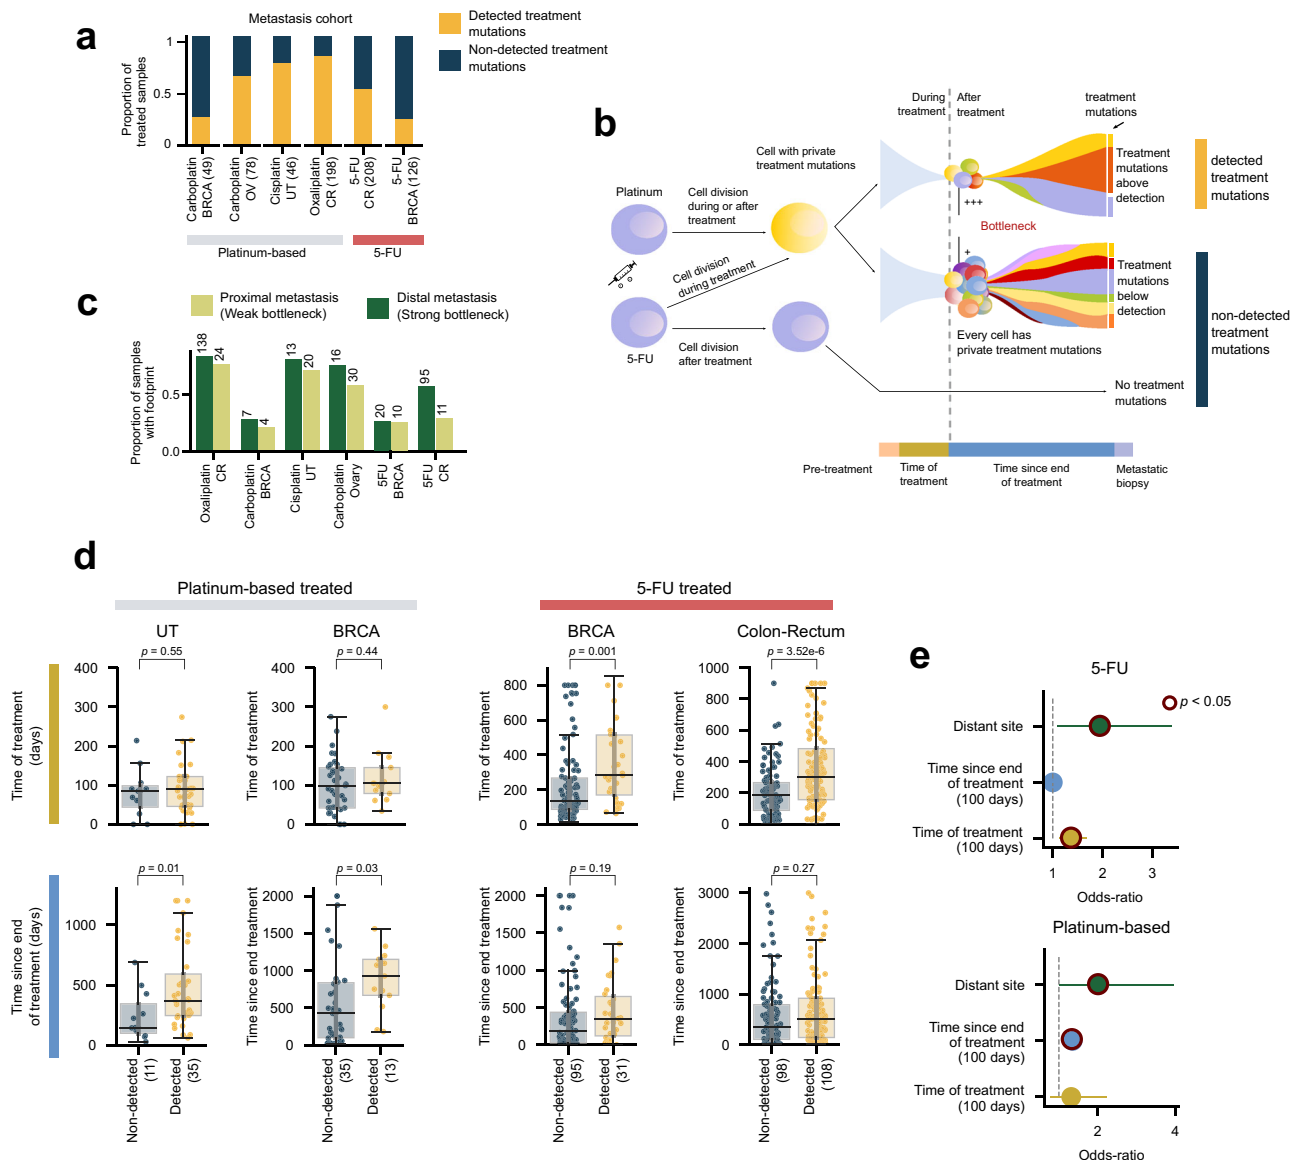 a
Metastasis cohort
Detected treatment
mutations
Non-detected treatment
mutations
Proportion of
treated samples
1
0.5
0
Carboplatin
BRCA (49)
Carboplatin
OV (78)
Cisplatin
UT (46)
Oxaliplatin
CR (198)
5-FU
CR (208)
5-FU
BRCA (126)
Platinum-based
5-FU
b
During
treatment
After
treatment
treatment
mutations
Cell with private
treatment mutations
Platinum
Cell division
during or after
treatment
Cell division
during treatment
5-FU
Cell division
after treatment
+++
Bottleneck
+
Treatment
mutations
above
detection
Treatment
mutations
below
detection
Every cell has
private treatment mutations
No treatment
mutations
detected
treatment
mutations
non-detected
treatment
mutations
Pre-treatment
Time of
treatment
Time since end
of treatment
Metastatic
biopsy
c
Proximal metastasis
(Weak bottleneck)
Distal metastasis
(Strong bottleneck)
Proportion of samples
with footprint
0.5
0.0
138
24
7
4
13
20
16
30
20
10
95
11
Oxaliplatin
CR
Carboplatin
BRCA
Cisplatin
UT
Carboplatin
Ovary
5FU
BRCA
5FU
CR
d
Platinum-based treated
5-FU treated
UT
BRCA
BRCA
Colon-Rectum
Time of treatment
(days)
p = 0.55
400
300
200
100
0
Time of treatment
p = 0.44
400
300
200
100
0
Time of treatment
p = 0.001
800
600
400
200
0
Time of treatment
p = 3.52e-6
1000
800
600
400
200
0
Time since end
of treatment (days)
p = 0.01
1000
500
0
Non-detected
(11)
Detected
(35)
Time since end treatment
p = 0.03
2000
1500
1000
500
0
Non-detected
(35)
Detected
(13)
Time since end treatment
p = 0.19
2000
1500
1000
500
0
Non-detected
(95)
Detected
(31)
Time since end treatment
p = 0.27
3000
2000
1000
0
Non-detected
(98)
Detected
(108)
e
5-FU
p < 0.05
Distant site
Time since end
of treatment
(100 days)
Time of treatment
(100 days)
1
2
3
Odds-ratio
Platinum-based
Distant site
Time since end
of treatment
(100 days)
Time of treatment
(100 days)
2
4
Odds-ratio